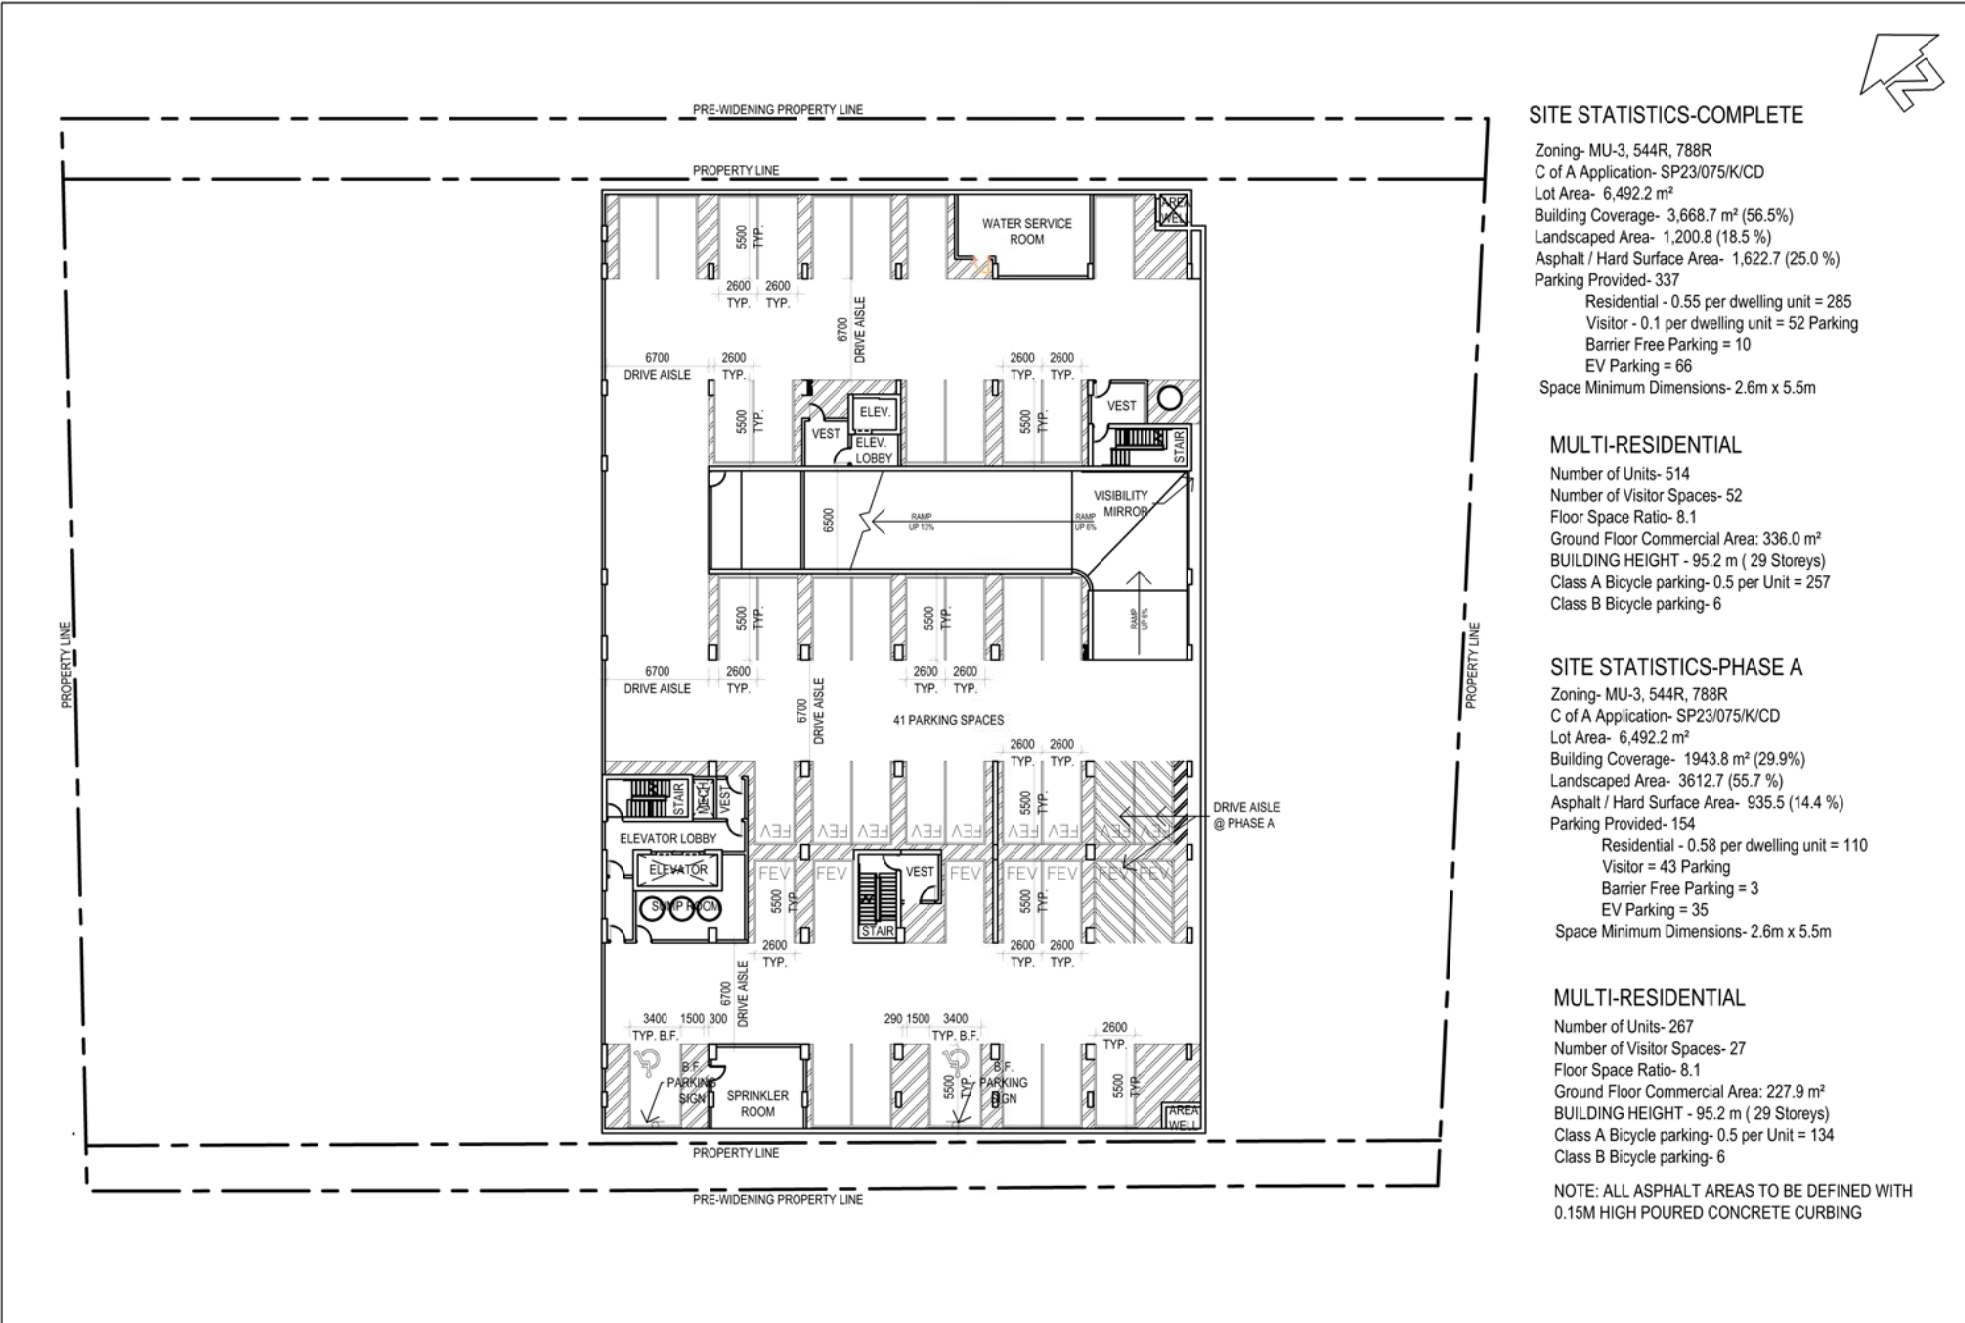 PRE-WIDENING PROPERTY LINE
PROPERTY LINE
N
AREA
WELL
WATER SERVICE
ROOM
5500
TYP.
2600
2600
TYP.
TYP.
6700
DRIVE AISLE
6700
DRIVE AISLE
2600
TYP.
2600
2600
TYP.
TYP.
5500
TYP.
VEST
ELEV.
ELEV.
LOBBY
5500
TYP.
VEST
STAIR
VISIBILITY
MIRROR
6500
RAMP
UP 10%
RAMP
UP 6%
RAMP
UP 6%
5500
TYP.
5500
TYP.
6700
DRIVE AISLE
2600
TYP.
2600
2600
TYP.
TYP.
6700
DRIVE AISLE
41 PARKING SPACES
2600
2600
TYP.
TYP.
PROPERTY LINE
PROPERTY LINE
STAIR
MECH
VEST
ELEVATOR LOBBY
ELEVATOR
SUMP ROOM
5500
TYP.
DRIVE AISLE
@ PHASE A
FEV FEV FEV FEV FEV FEV FEV FEV FEV
FEV FEV FEV FEV FEV FEV FEV
VEST
STAIR
5500
TYP.
5500
TYP.
2600
TYP.
2600
2600
TYP.
TYP.
6700
DRIVE AISLE
3400
1500
300
TYP. B.F.
290
1500
3400
TYP. B.F.
2600
TYP.
B.F.
PARKING
SIGN
SPRINKLER
ROOM
5500
TYP.
B.F.
PARKING
SIGN
5500
TYP.
AREA
WELL
PROPERTY LINE
PRE-WIDENING PROPERTY LINE
SITE STATISTICS-COMPLETE
Zoning- MU-3, 544R, 788R
C of A Application- SP23/075/K/CD
Lot Area- 6,492.2 m²
Building Coverage- 3,668.7 m² (56.5%)
Landscaped Area- 1,200.8 (18.5 %)
Asphalt / Hard Surface Area- 1,622.7 (25.0 %)
Parking Provided- 337
Residential - 0.55 per dwelling unit = 285
Visitor - 0.1 per dwelling unit = 52 Parking
Barrier Free Parking = 10
EV Parking = 66
Space Minimum Dimensions- 2.6m x 5.5m
MULTI-RESIDENTIAL
Number of Units- 514
Number of Visitor Spaces- 52
Floor Space Ratio- 8.1
Ground Floor Commercial Area: 336.0 m²
BUILDING HEIGHT - 95.2 m ( 29 Storeys)
Class A Bicycle parking- 0.5 per Unit = 257
Class B Bicycle parking- 6
SITE STATISTICS-PHASE A
Zoning- MU-3, 544R, 788R
C of A Application- SP23/075/K/CD
Lot Area- 6,492.2 m²
Building Coverage- 1943.8 m² (29.9%)
Landscaped Area- 3612.7 (55.7 %)
Asphalt / Hard Surface Area- 935.5 (14.4 %)
Parking Provided- 154
Residential - 0.58 per dwelling unit = 110
Visitor = 43 Parking
Barrier Free Parking = 3
EV Parking = 35
Space Minimum Dimensions- 2.6m x 5.5m
MULTI-RESIDENTIAL
Number of Units- 267
Number of Visitor Spaces- 27
Floor Space Ratio- 8.1
Ground Floor Commercial Area: 227.9 m²
BUILDING HEIGHT - 95.2 m ( 29 Storeys)
Class A Bicycle parking- 0.5 per Unit = 134
Class B Bicycle parking- 6
NOTE: ALL ASPHALT AREAS TO BE DEFINED WITH
0.15M HIGH POURED CONCRETE CURBING